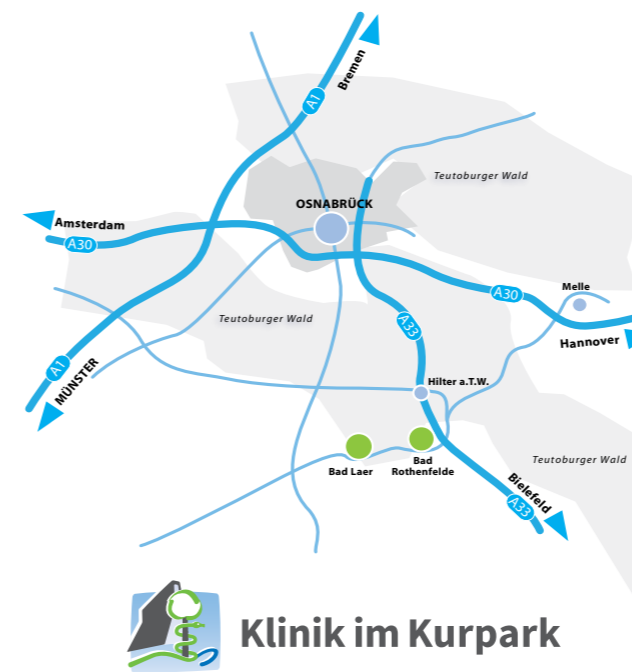 Bremen
A1
Teutoburger Wald
OSNABRÜCK
Amsterdam
A30
Melle
A30
Teutoburger Wald
A33
Hannover
A1
MÜNSTER
Hilter a.T.W.
Bad Laer
Bad
Rothenfelde
Teutoburger Wald
Bielefeld
A33
Klinik im Kurpark